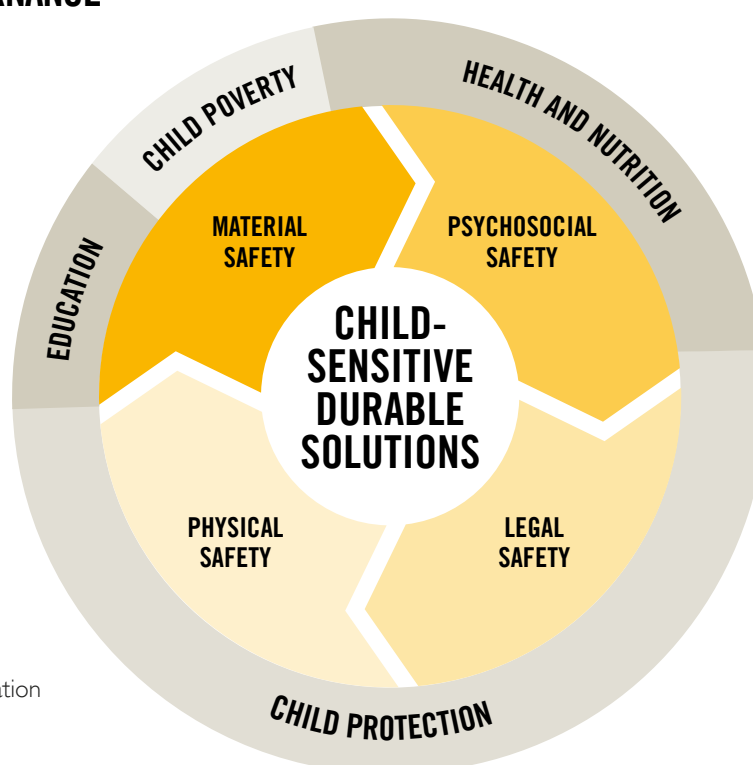 CHILD POVERTY
HEALTH AND NUTRITION
EDUCATION
MATERIAL
SAFETY
PSYCHOSOCIAL
SAFETY
CHILD-
SENSITIVE
DURABLE
SOLUTIONS
PHYSICAL
SAFETY
LEGAL
SAFETY
CHILD PROTECTION